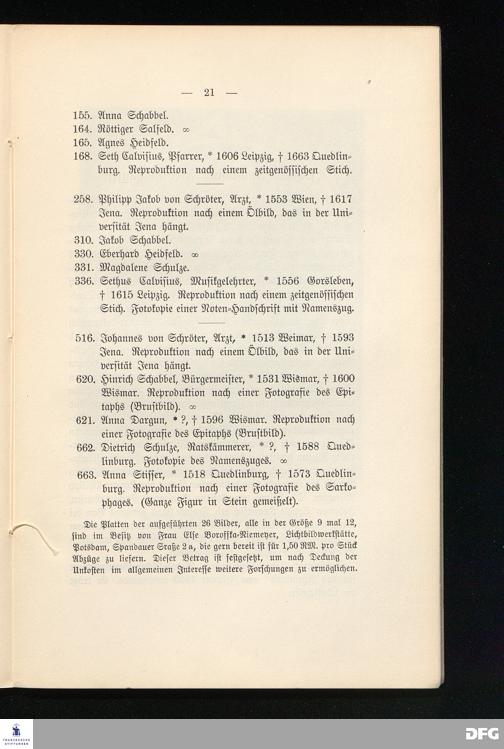 — 21 —
155. Anna Schabbel.
164. Röttiger Salfeld. ∞
165. Agnes Heidfeld.
168. Seth Calvisius, Pfarrer, * 1606 Leipzig, † 1663 Quedlin-
burg. Reproduktion nach einem zeitgenössischen Stich.
258. Philipp Jakob von Schröter, Arzt, * 1553 Wien, † 1617
Jena. Reproduktion nach einem Ölbild, das in der Uni-
versität Jena hängt.
310. Jakob Schabbel.
330. Eberhard Heidfeld. ∞
331. Magdalene Schulze.
336. Sethus Calvisius, Musikgelehrter, * 1556 Gorsleben,
† 1615 Leipzig. Reproduktion nach einem zeitgenössischen
Stich. Fotokopie einer Noten-Handschrift mit Namenszug.
516. Johannes von Schröter, Arzt, * 1513 Weimar, † 1593
Jena. Reproduktion nach einem Ölbild, das in der Uni-
versität Jena hängt.
620. Hinrich Schabbel, Bürgermeister, * 1531 Wismar, † 1600
Wismar. Reproduktion nach einer Fotografie des Epi-
taphs (Brustbild). ∞
621. Anna Dargun, * ?, † 1596 Wismar. Reproduktion nach
einer Fotografie des Epitaphs (Brustbild).
662. Dietrich Schulze, Ratskämmerer, * ?, † 1588 Qued-
linburg. Fotokopie des Namenszuges. ∞
663. Anna Stisser, * 1518 Quedlinburg, † 1573 Quedlin-
burg. Reproduktion nach einer Fotografie des Sarko-
phages. (Ganze Figur in Stein gemeißelt).
Die Platten der aufgeführten 26 Bilder, alle in der Größe 9 mal 12,
sind im Besitz von Frau Else Boroffka-Niemeyer, Lichtbildwerkstätte,
Potsdam, Spandauer Sraße 2a, die gern bereit ist für 1,50 RM. pro Stück
Abzüge zu liefern. Dieser Betrag ist festgesetzt, um nach Deckung der
Unkosten im allgemeinen Interesse weitere Forschungen zu ermöglichen.
FRANCKESCHE
STIFTUNGEN
DFG